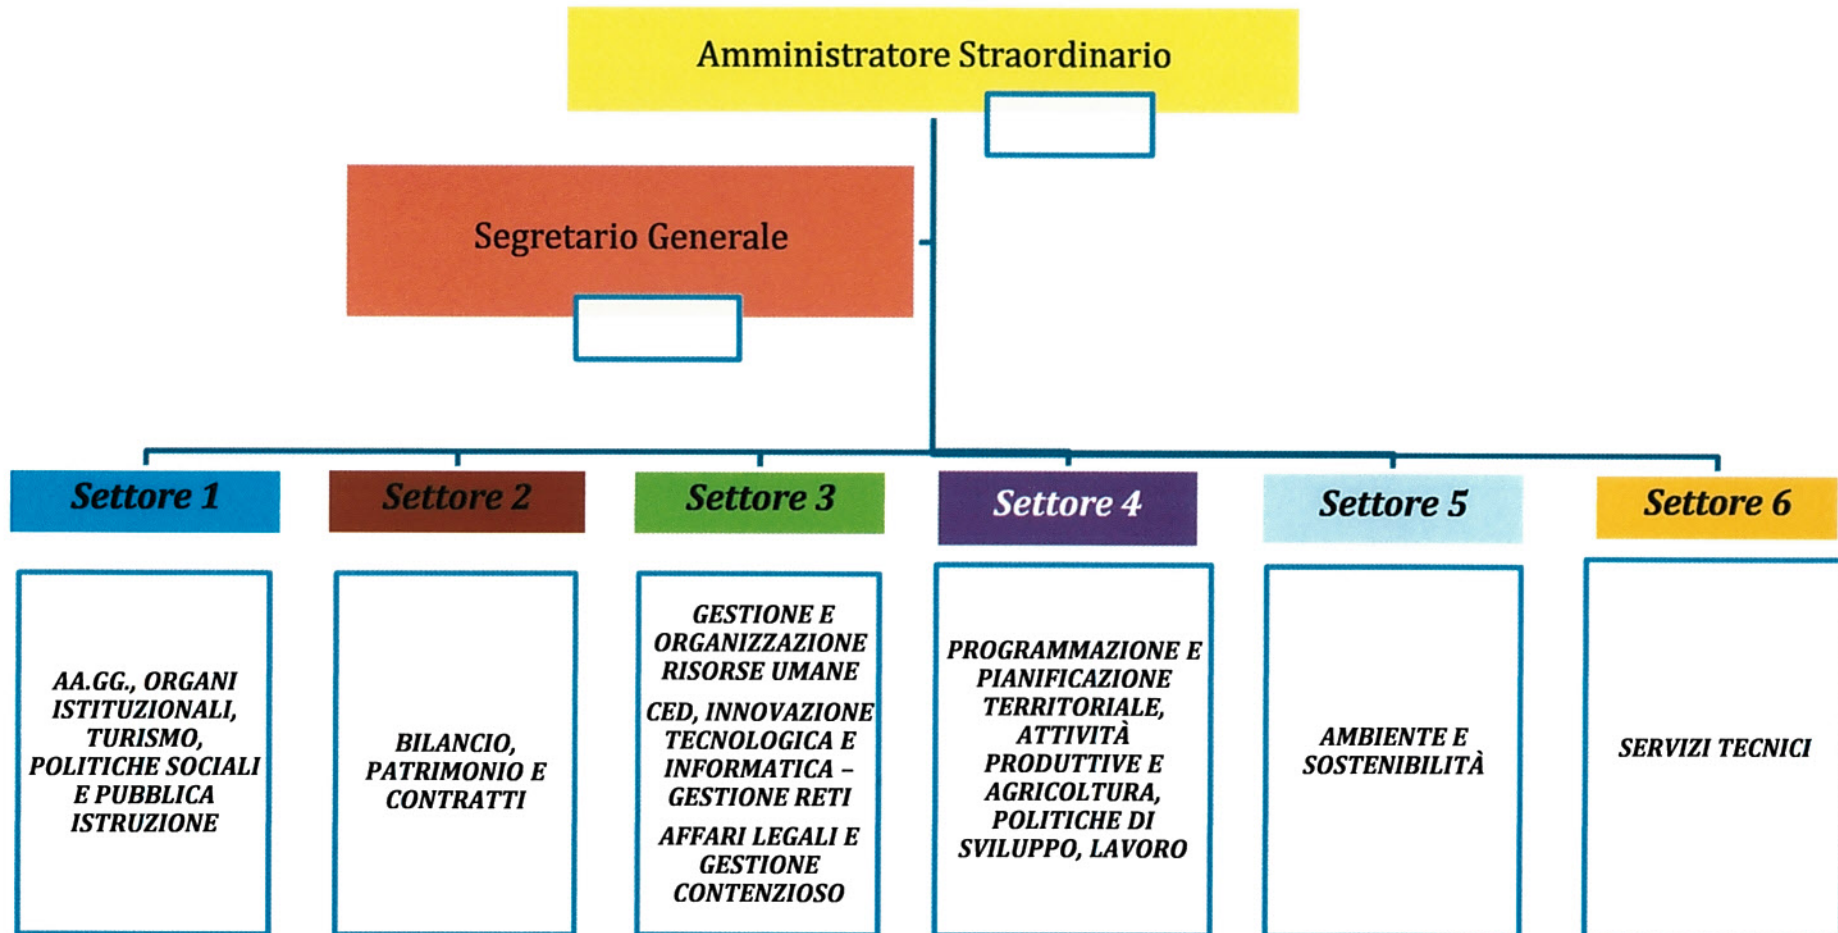 Amministratore Straordinario
Segretario Generale
Settore 1
Settore 2
Settore 3
Settore 4
Settore 5
Settore 6
AA.GG., ORGANI
ISTITUZIONALI,
TURISMO,
POLITICHE SOCIALI
E PUBBLICA
ISTRUZIONE
BILANCIO,
PATRIMONIO E
CONTRATTI
GESTIONE E
ORGANIZZAZIONE
RISORSE UMANE
CED, INNOVAZIONE
TECNOLOGICA E
INFORMATICA –
GESTIONE RETI
AFFARI LEGALI E
GESTIONE
CONTENZIOSO
PROGRAMMAZIONE E
PIANIFICAZIONE
TERRITORIALE,
ATTIVITÀ
PRODUTTIVE E
AGRICOLTURA,
POLITICHE DI
SVILUPPO, LAVORO
AMBIENTE E
SOSTENIBILITÀ
SERVIZI TECNICI